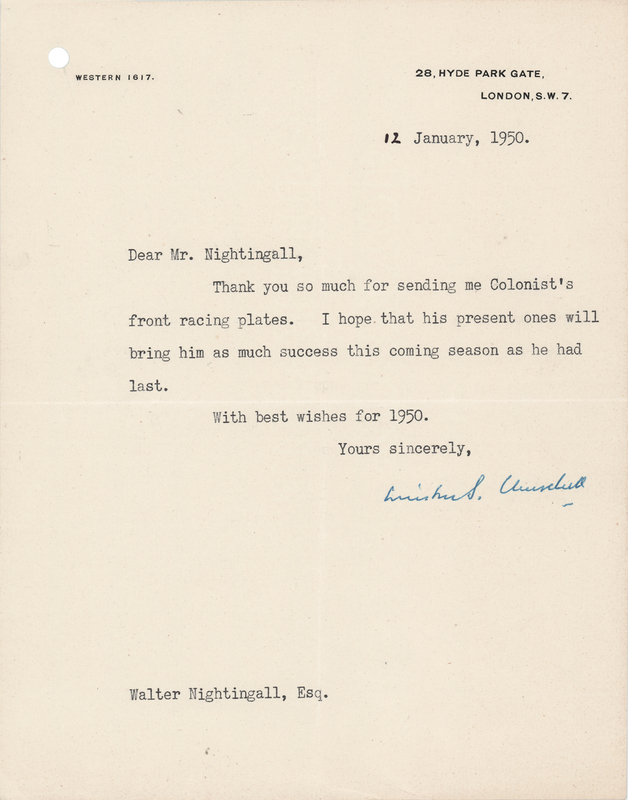 WESTERN 1617.
28, HYDE PARK GATE,
LONDON, S.W. 7.
12 January, 1950.
Dear Mr. Nightingall,
Thank you so much for sending me Colonist's
front racing plates. I hope that his present ones will
bring him as much success this coming season as he had
last.
With best wishes for 1950.
Yours sincerely,
Winston S. Churchill
Walter Nightingall, Esq.